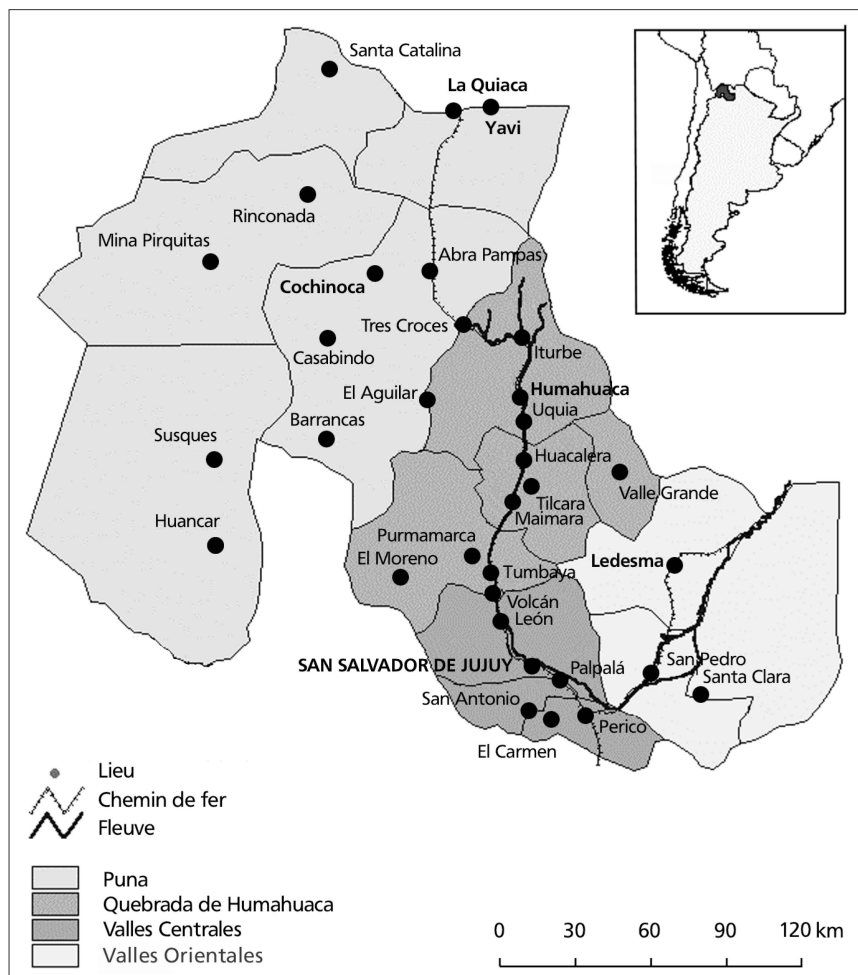 Santa Catalina
La Quiaca
Yavi
Rinconada
Mina Pirquitas
Abra Pampas
Cochinoca
Tres Croces
Casabindo
Iturbe
El Aguilar
Humahuaca
Uquia
Barrancas
Susques
Huacalera
Valle Grande
Tilcara
Maimara
Huancar
Purmamarca
El Moreno
Tumbaya
Ledesma
Volcán
León
SAN SALVADOR DE JUJUY
Palpalá
San Pedro
Santa Clara
San Antonio
Perico
El Carmen
Lieu
Chemin de fer
Fleuve
Puna
Quebrada de Humahuaca
Valles Centrales
Valles Orientales
0 30 60 90 120 km